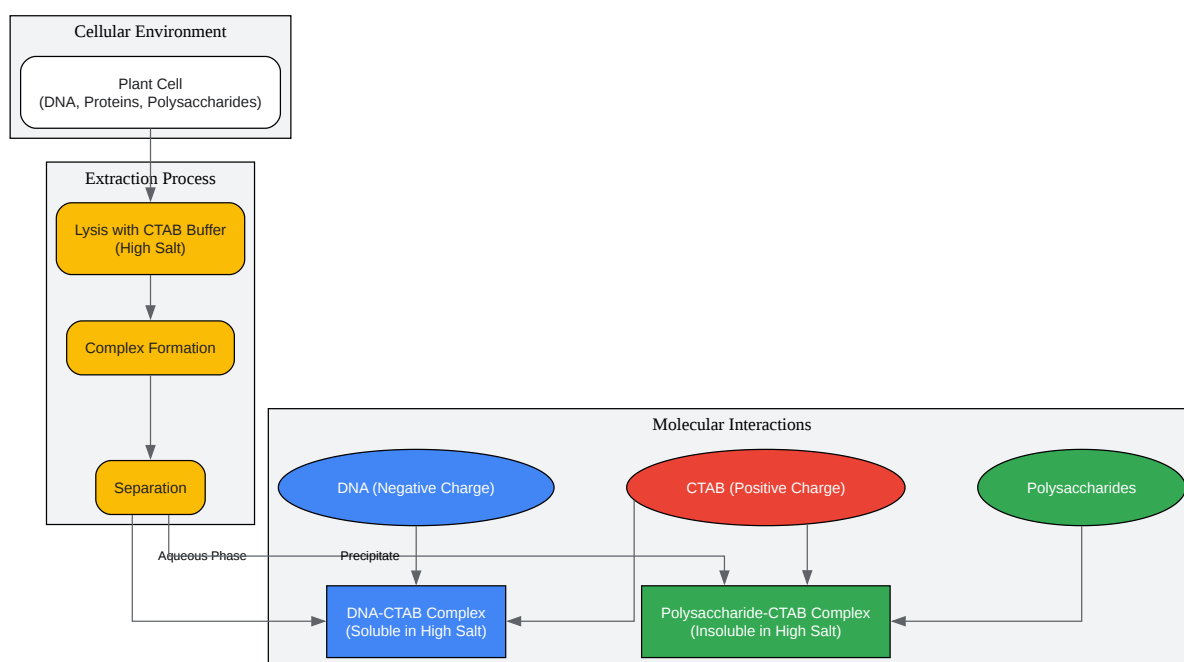 Cellular Environment
Plant Cell
(DNA, Proteins, Polysaccharides)
Extraction Process
Lysis with CTAB Buffer
(High Salt)
Complex Formation
Separation
Molecular Interactions
DNA (Negative Charge)
CTAB (Positive Charge)
Polysaccharides
Aqueous Phase
Precipitate
DNA-CTAB Complex
(Soluble in High Salt)
Polysaccharide-CTAB Complex
(Insoluble in High Salt)